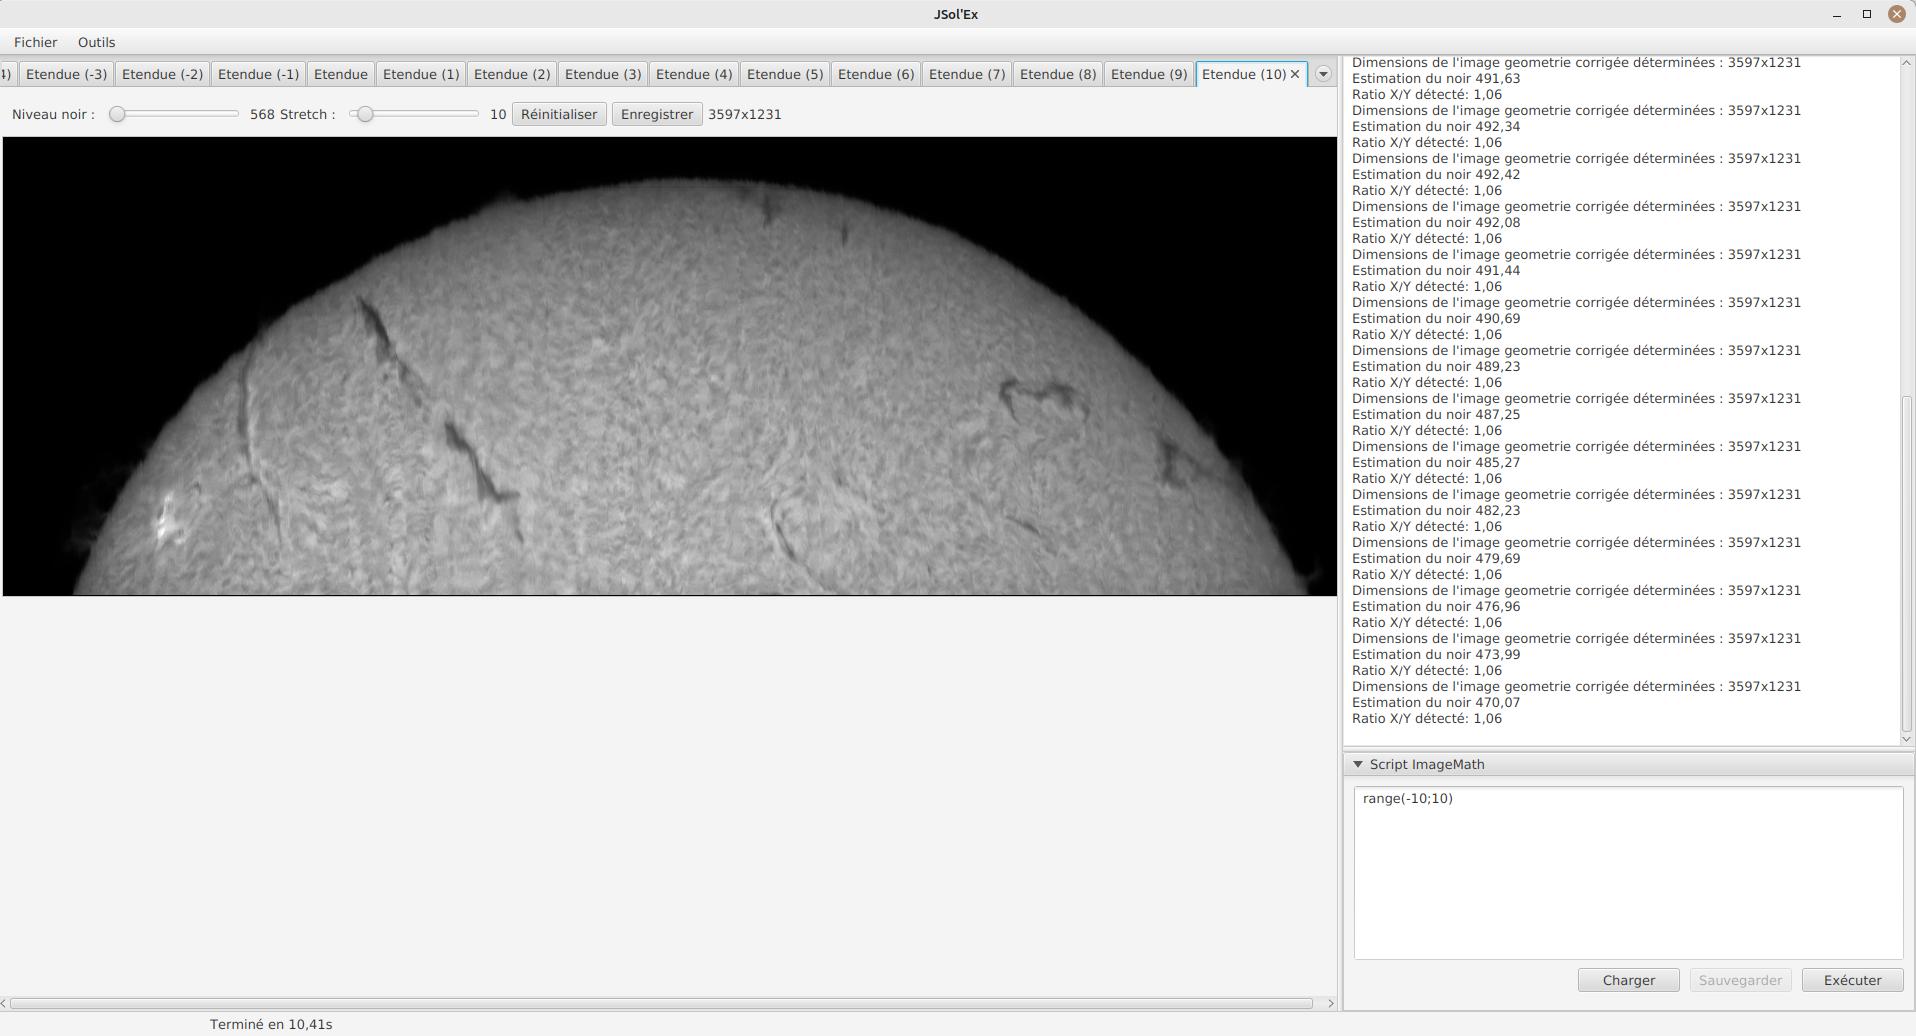 JSol'Ex
Fichier Outils
4) Etendue (-3) Etendue (-2) Etendue (-1) Etendue Etendue (1) Etendue (2) Etendue (3) Etendue (4) Etendue (5) Etendue (6) Etendue (7) Etendue (8) Etendue (9) Etendue (10)
Niveau noir : 568 Stretch : 10 Réinitialiser Enregistrer 3597x1231
Dimensions de l'image geometrie corrigée déterminées : 3597x1231
Estimation du noir 491,63
Ratio X/Y détecté: 1,06
Dimensions de l'image geometrie corrigée déterminées : 3597x1231
Estimation du noir 492,34
Ratio X/Y détecté: 1,06
Dimensions de l'image geometrie corrigée déterminées : 3597x1231
Estimation du noir 492,42
Ratio X/Y détecté: 1,06
Dimensions de l'image geometrie corrigée déterminées : 3597x1231
Estimation du noir 492,08
Ratio X/Y détecté: 1,06
Dimensions de l'image geometrie corrigée déterminées : 3597x1231
Estimation du noir 491,44
Ratio X/Y détecté: 1,06
Dimensions de l'image geometrie corrigée déterminées : 3597x1231
Estimation du noir 490,69
Ratio X/Y détecté: 1,06
Dimensions de l'image geometrie corrigée déterminées : 3597x1231
Estimation du noir 489,23
Ratio X/Y détecté: 1,06
Dimensions de l'image geometrie corrigée déterminées : 3597x1231
Estimation du noir 487,25
Ratio X/Y détecté: 1,06
Dimensions de l'image geometrie corrigée déterminées : 3597x1231
Estimation du noir 485,27
Ratio X/Y détecté: 1,06
Dimensions de l'image geometrie corrigée déterminées : 3597x1231
Estimation du noir 482,23
Ratio X/Y détecté: 1,06
Dimensions de l'image geometrie corrigée déterminées : 3597x1231
Estimation du noir 479,69
Ratio X/Y détecté: 1,06
Dimensions de l'image geometrie corrigée déterminées : 3597x1231
Estimation du noir 476,96
Ratio X/Y détecté: 1,06
Dimensions de l'image geometrie corrigée déterminées : 3597x1231
Estimation du noir 473,99
Ratio X/Y détecté: 1,06
Dimensions de l'image geometrie corrigée déterminées : 3597x1231
Estimation du noir 470,07
Ratio X/Y détecté: 1,06
Script ImageMath
range(-10;10)
Charger Sauvegarder Exécuter
Terminé en 10,41s